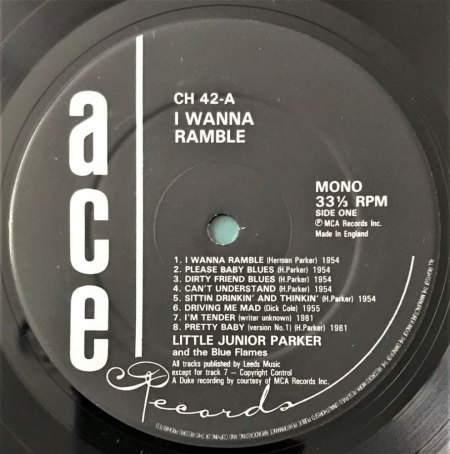 ace
Records
CH 42-A
I WANNA
RAMBLE
MONO
33⅓ RPM
SIDE ONE
Ⓟ MCA Records Inc.
Made in England
1. I WANNA RAMBLE (Herman Parker) 1954
2. PLEASE BABY BLUES (H.Parker) 1954
3. DIRTY FRIEND BLUES (H.Parker) 1954
4. CAN'T UNDERSTAND (H.Parker) 1954
5. SITTIN DRINKIN' AND THINKIN' (H.Parker) 1954
6. DRIVING ME MAD (Dick Cole) 1955
7. I'M TENDER (writer unknown) 1981
8. PRETTY BABY (version No.1) (H.Parker) 1981
LITTLE JUNIOR PARKER
and the Blue Flames
All tracks published by Leeds Music
except for track 7 - Copyright Control
A Duke recording by courtesy of MCA Records Inc.